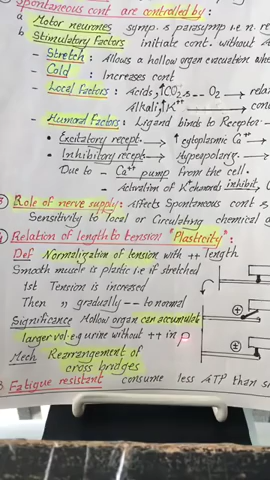 Spontaneous cont are controlled by:
a Motor neurones symp. & parasymp i.e n. re
b Stimulatory Factors initiate cont. without A
- Stretch: Allows a hollow organ evacuation whe
- Cold : Increases cont
- Local factors: Acids, ↑CO2, ↓O2 → relax
Alkali, ↑K++ → cont
- Humoral factors: Ligand binds to Receptor -
• Excitatory recept. → ↑ cytoplasmic Ca++
• Inhibitory recept → Hyperpolariz
Due to - Ca++ pump from the cell.
- Activation of K+ channels inhibit,
Role of nerve supply: Affects Spontaneous cont &
Sensitivity to local or Circulating chemical a
Relation of length to tension "Plasticity":
Def Normalization of tension with ++ length
Smooth muscle is plastic i.e if stretched
1st Tension is increased
Then " gradually -- to normal
Significance Hollow organ can accumulate
larger vol e.g urine without ++ in p
Mech Rearrangement of
cross bridges
Fatigue resistant consume less ATP than s